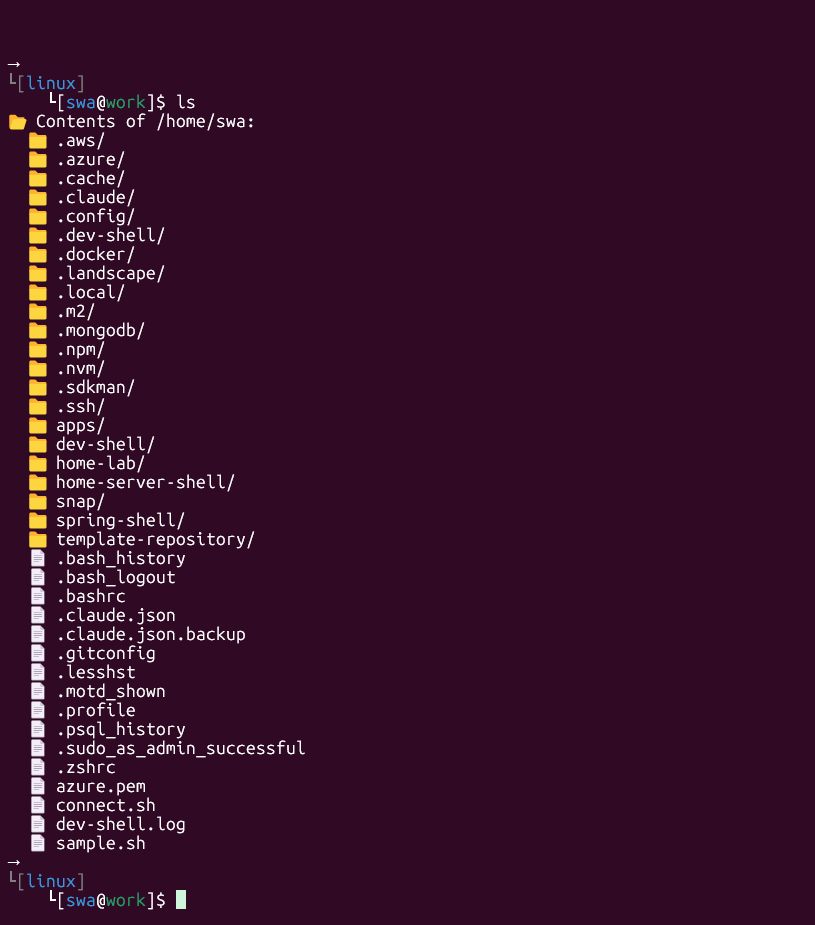 →
└[linux]
└[swa@work]$ ls
Contents of /home/swa:
.aws/
.azure/
.cache/
.claude/
.config/
.dev-shell/
.docker/
.landscape/
.local/
.m2/
.mongodb/
.npm/
.nvm/
.sdkman/
.ssh/
apps/
dev-shell/
home-lab/
home-server-shell/
snap/
spring-shell/
template-repository/
.bash_history
.bash_logout
.bashrc
.claude.json
.claude.json.backup
.gitconfig
.lesshst
.motd_shown
.profile
.psql_history
.sudo_as_admin_successful
.zshrc
azure.pem
connect.sh
dev-shell.log
sample.sh
→
└[linux]
└[swa@work]$